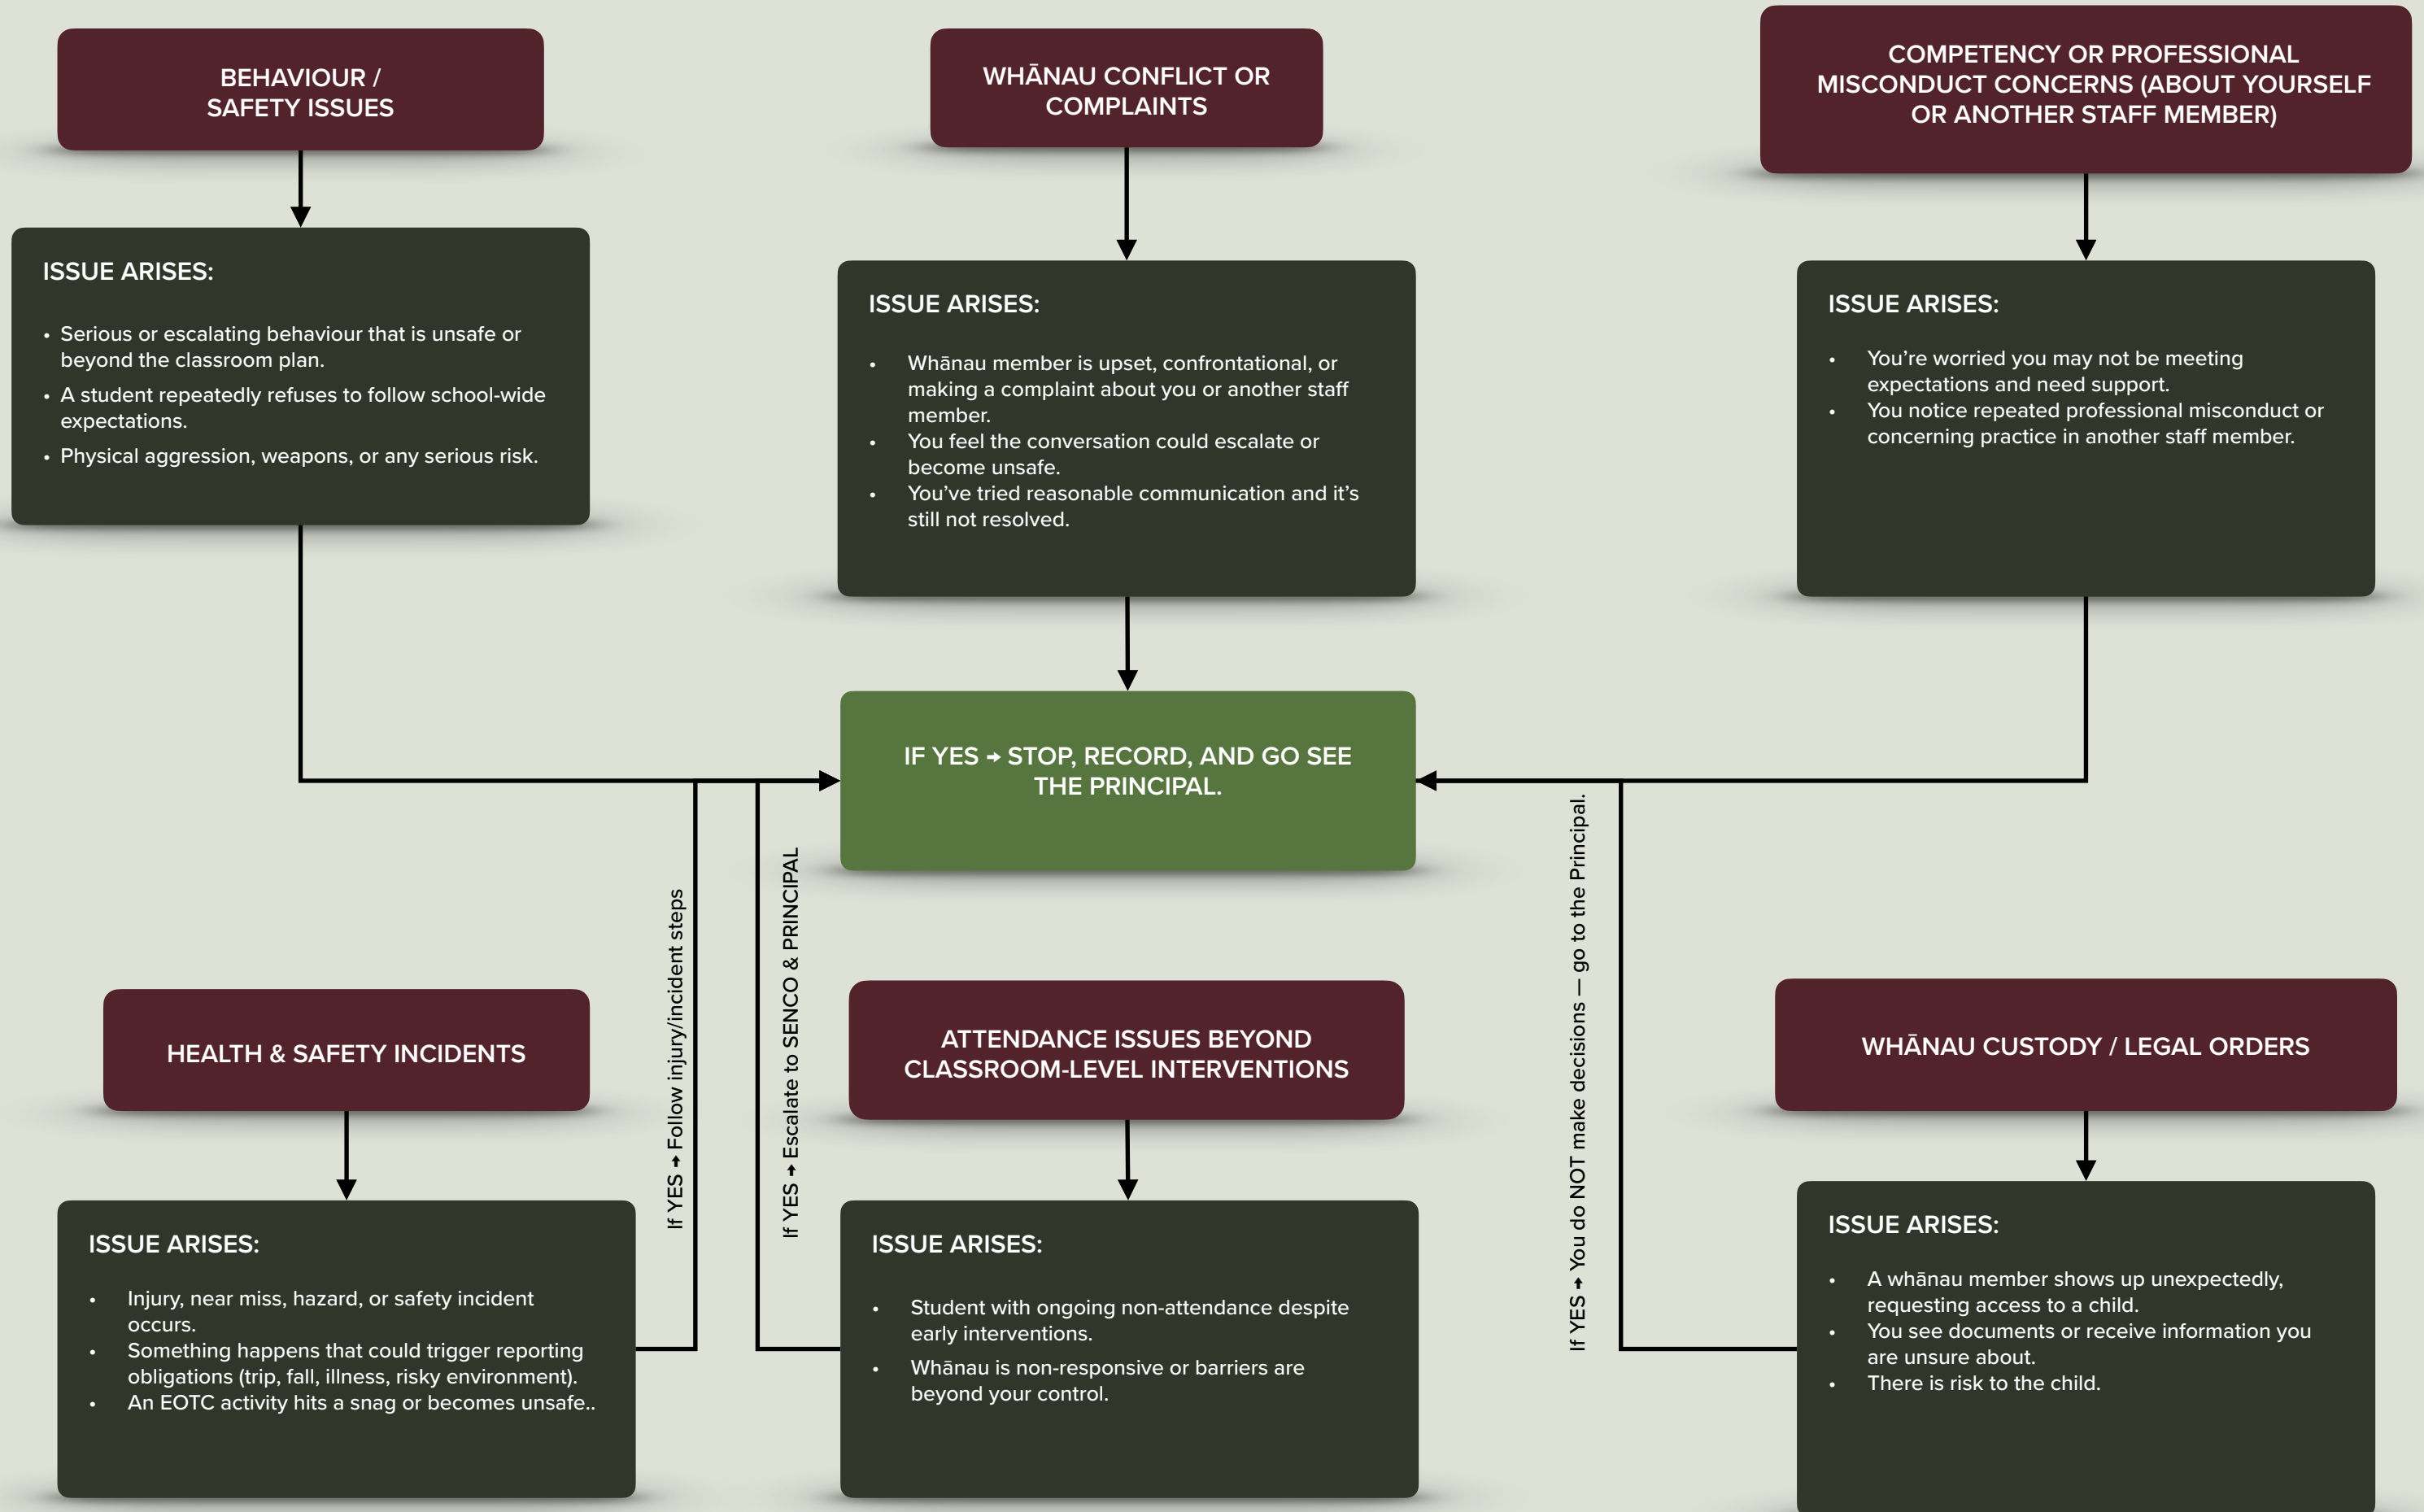 BEHAVIOUR /
SAFETY ISSUES
WHĀNAU CONFLICT OR
COMPLAINTS
COMPETENCY OR PROFESSIONAL
MISCONDUCT CONCERNS (ABOUT YOURSELF
OR ANOTHER STAFF MEMBER)
ISSUE ARISES:
• Serious or escalating behaviour that is unsafe or
beyond the classroom plan.
• A student repeatedly refuses to follow school-wide
expectations.
• Physical aggression, weapons, or any serious risk.
ISSUE ARISES:
• Whānau member is upset, confrontational, or
making a complaint about you or another staff
member.
• You feel the conversation could escalate or
become unsafe.
• You've tried reasonable communication and it's
still not resolved.
ISSUE ARISES:
• You're worried you may not be meeting
expectations and need support.
• You notice repeated professional misconduct or
concerning practice in another staff member.
IF YES → STOP, RECORD, AND GO SEE
THE PRINCIPAL.
If YES → Follow injury/incident steps
If YES → Escalate to SENCO & PRINCIPAL
If YES → You do NOT make decisions — go to the Principal.
HEALTH & SAFETY INCIDENTS
ATTENDANCE ISSUES BEYOND
CLASSROOM-LEVEL INTERVENTIONS
WHĀNAU CUSTODY / LEGAL ORDERS
ISSUE ARISES:
• Injury, near miss, hazard, or safety incident
occurs.
• Something happens that could trigger reporting
obligations (trip, fall, illness, risky environment).
• An EOTC activity hits a snag or becomes unsafe..
ISSUE ARISES:
• Student with ongoing non-attendance despite
early interventions.
• Whānau is non-responsive or barriers are
beyond your control.
ISSUE ARISES:
• A whānau member shows up unexpectedly,
requesting access to a child.
• You see documents or receive information you
are unsure about.
• There is risk to the child.